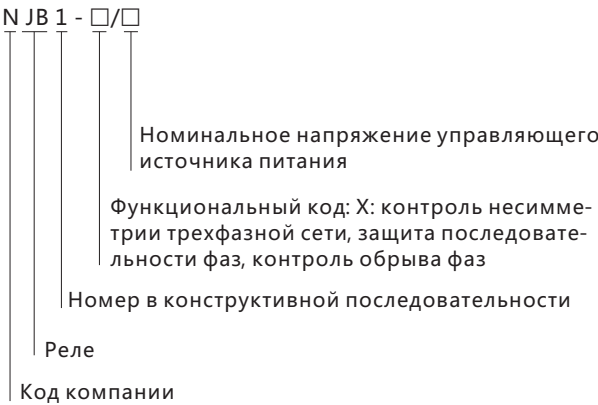 N JB 1 - □/□
Номинальное напряжение управляющего
источника питания
Функциональный код: X: контроль несимме-
трии трехфазной сети, защита последовате-
льности фаз, контроль обрыва фаз
Номер в конструктивной последовательности
Реле
Код компании